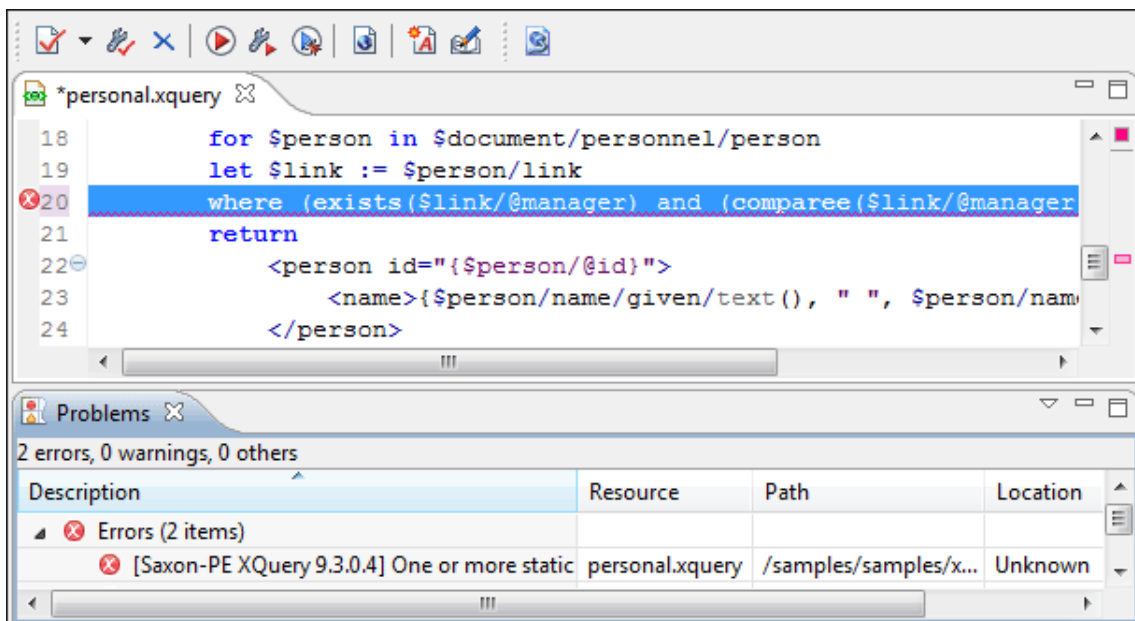 *personal.xquery
18 for $person in $document/personnel/person
19 let $link := $person/link
20 where (exists($link/@manager) and (comparee($link/@manager
21 return
22 <person id="{$person/@id}">
23 <name>{$person/name/given/text(), " ", $person/nam
24 </person>
Problems
2 errors, 0 warnings, 0 others
Description Resource Path Location
Errors (2 items)
[Saxon-PE XQuery 9.3.0.4] One or more static personal.xquery /samples/samples/x... Unknown